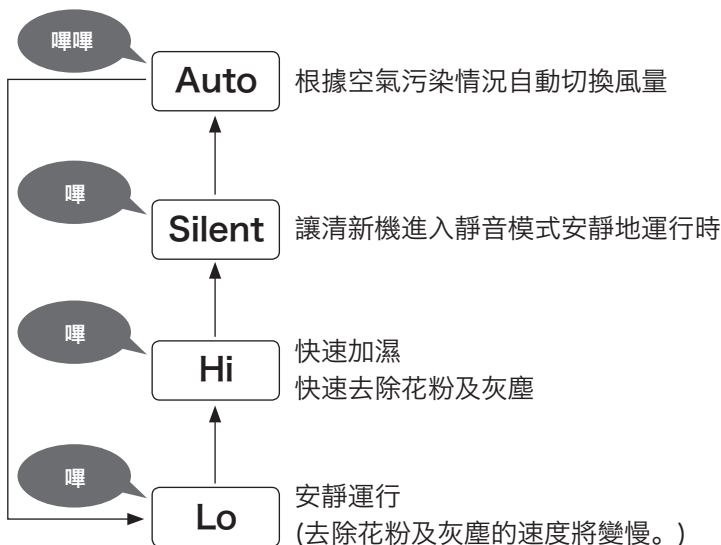 嗶嗶
Auto
根據空氣污染情況自動切換風量
嗶
Silent
讓清新機進入靜音模式安靜地運行時
嗶
Hi
快速加濕
快速去除花粉及灰塵
嗶
Lo
安靜運行
(去除花粉及灰塵的速度將變慢。)